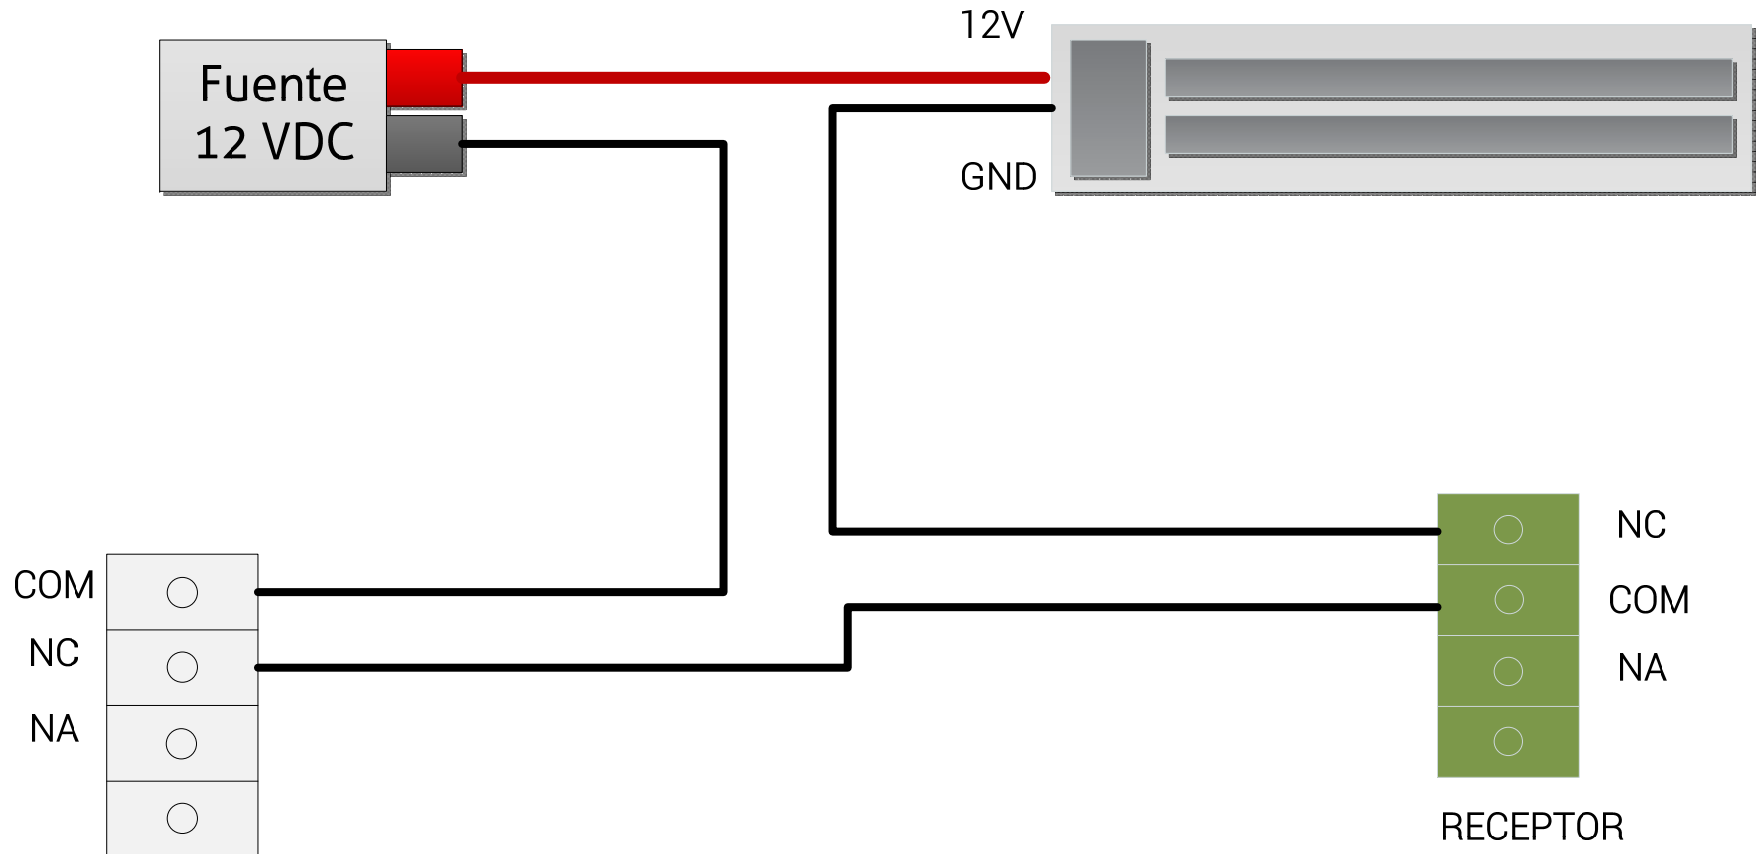 12V
Fuente
12 VDC
GND
NC
COM
COM
NC
NA
NA
RECEPTOR